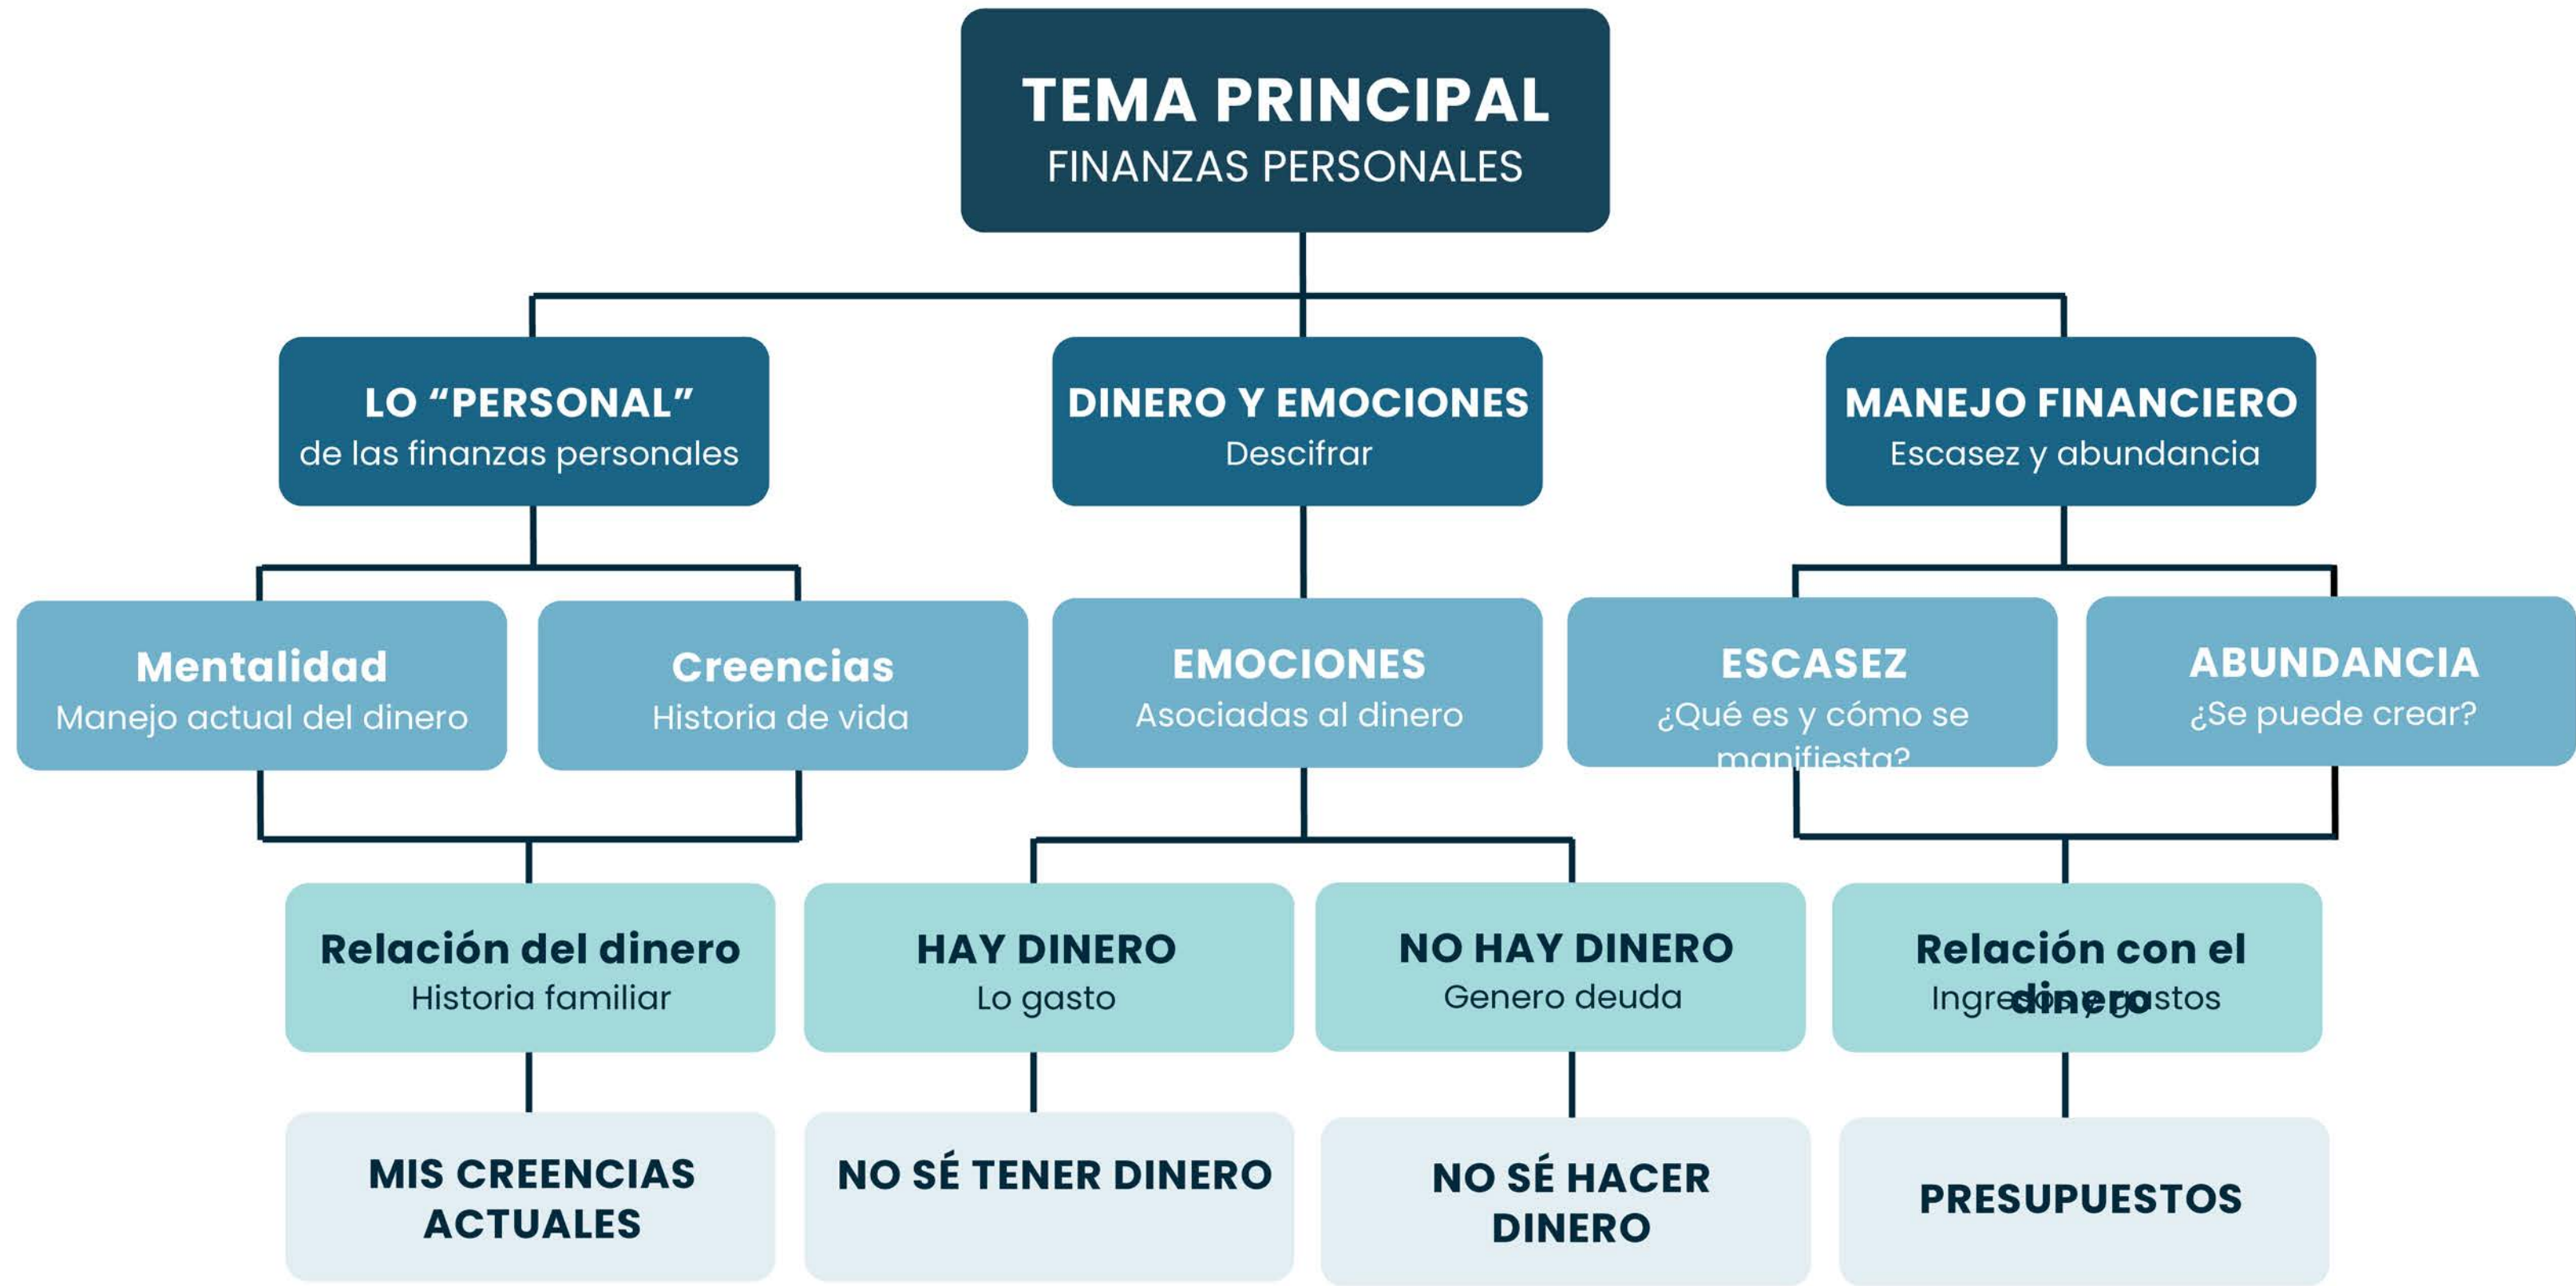 TEMA PRINCIPAL
FINANZAS PERSONALES
LO “PERSONAL”
de las finanzas personales
DINERO Y EMOCIONES
Descifrar
MANEJO FINANCIERO
Escasez y abundancia
Mentalidad
Manejo actual del dinero
Creencias
Historia de vida
EMOCIONES
Asociadas al dinero
ESCASEZ
¿Qué es y cómo se
manifiesta?
ABUNDANCIA
¿Se puede crear?
Relación del dinero
Historia familiar
HAY DINERO
Lo gasto
NO HAY DINERO
Genero deuda
Relación con el
dinero
Ingresos y gastos
MIS CREENCIAS
ACTUALES
NO SÉ TENER DINERO
NO SÉ HACER
DINERO
PRESUPUESTOS